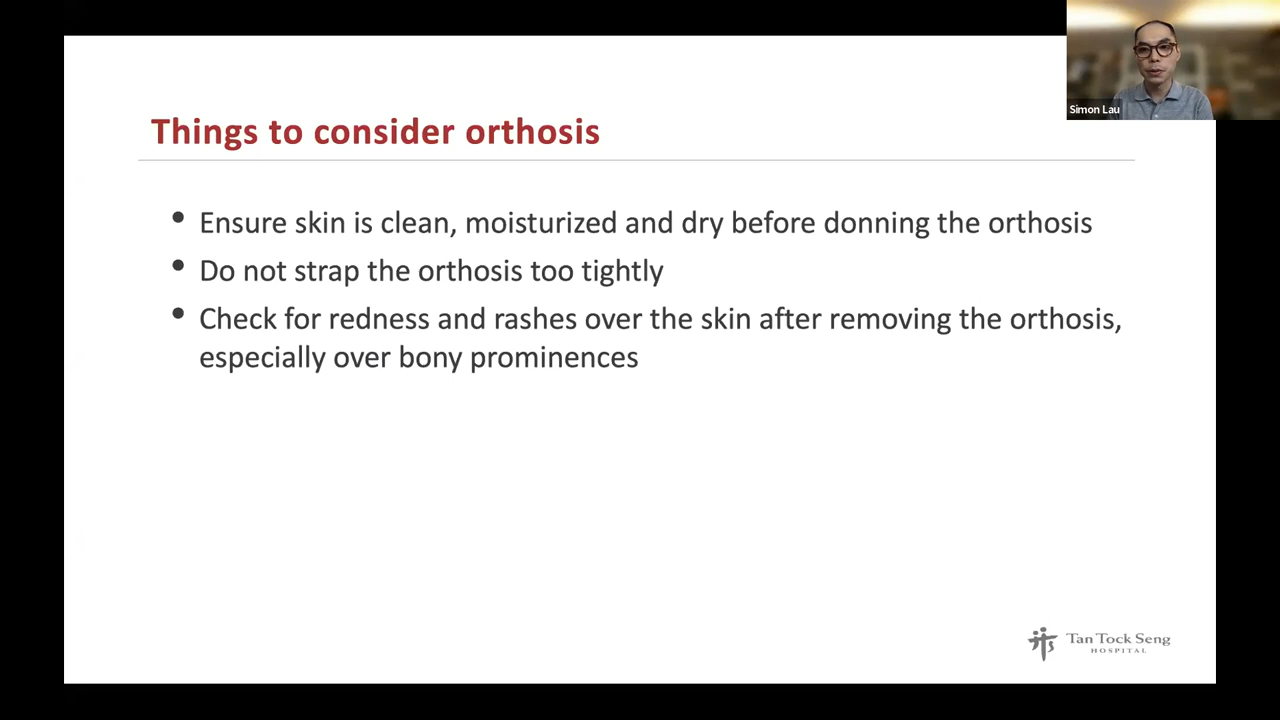 Simon Lau
Things to consider orthosis
• Ensure skin is clean, moisturized and dry before donning the orthosis
• Do not strap the orthosis too tightly
• Check for redness and rashes over the skin after removing the orthosis,
especially over bony prominences
Tan Tock Seng
HOSPITAL